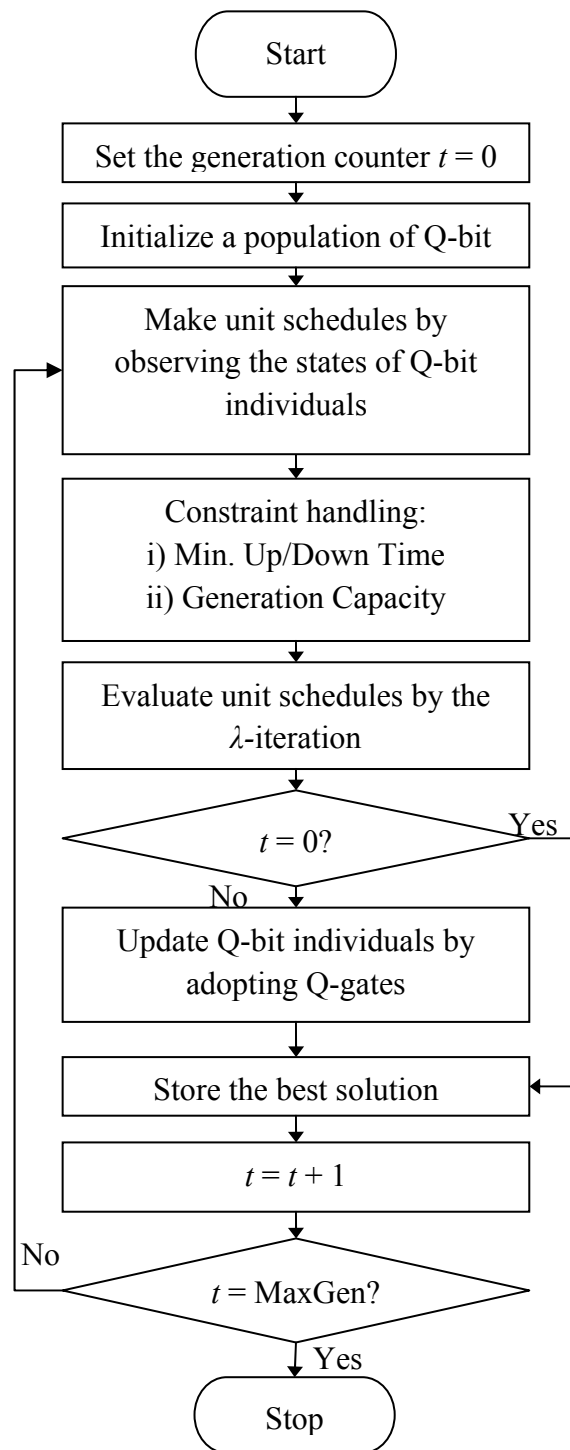 Start
Set the generation counter t = 0
Initialize a population of Q-bit
Make unit schedules by
observing the states of Q-bit
individuals
Constraint handling:
i) Min. Up/Down Time
ii) Generation Capacity
Evaluate unit schedules by the
λ-iteration
t = 0?
Yes
No
Update Q-bit individuals by
adopting Q-gates
Store the best solution
t = t + 1
No
t = MaxGen?
Yes
Stop